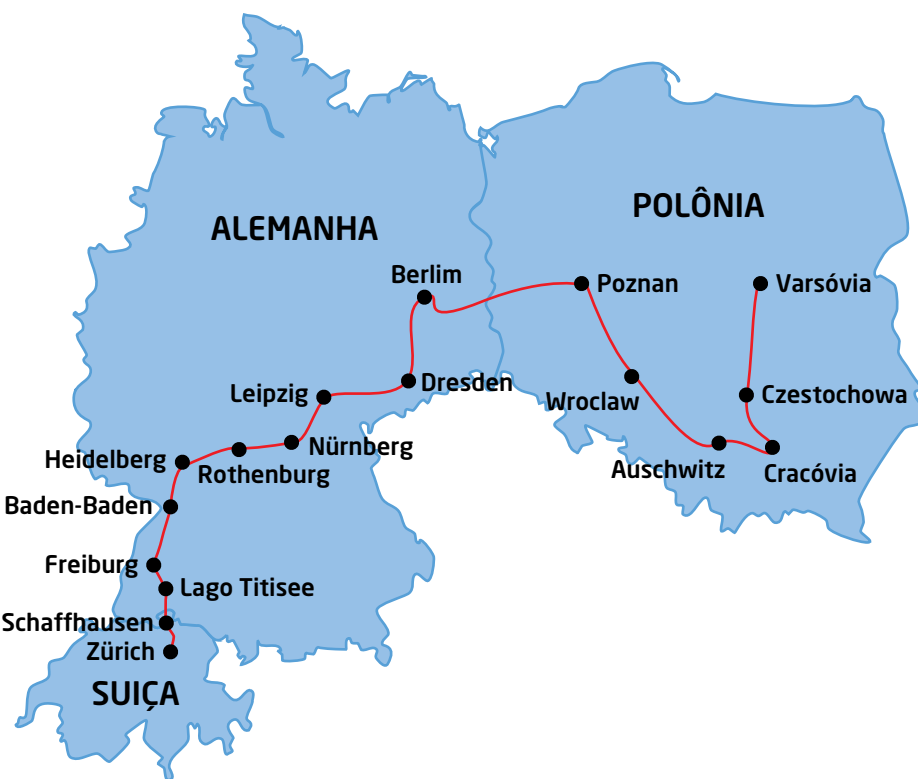 POLÔNIA
ALEMANHA
Berlim
Poznan
Varsóvia
Dresden
Leipzig
Czestochowa
Wroclaw
Nürnberg
Heidelberg
Rothenburg
Auschwitz
Cracóvia
Baden-Baden
Freiburg
Lago Titisee
Schaffhausen
Zürich
SUIÇA